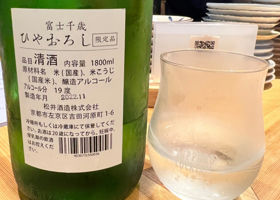 富士千歳
ひやおろし 限定品
品目 清酒 内容量 1800ml
原材料名 米(国産)、米こうじ
(国産米)、醸造アルコール
アルコール分 19度
製造年月 2022.11
松井酒造株式会社
京都市左京区吉田河原町1-6